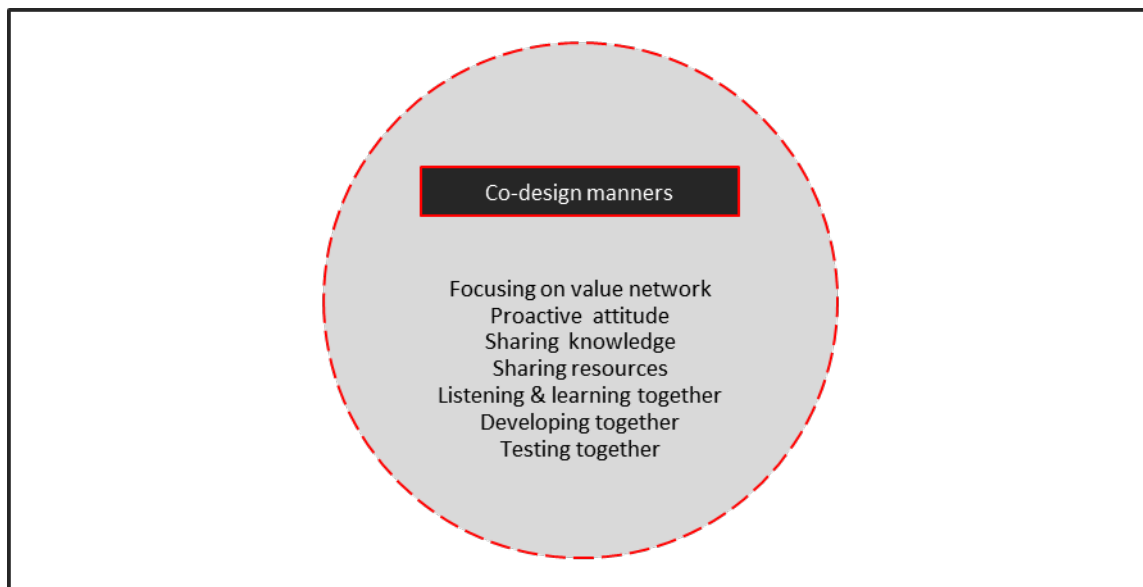 Co-design manners
Focusing on value network
Proactive attitude
Sharing knowledge
Sharing resources
Listening & learning together
Developing together
Testing together